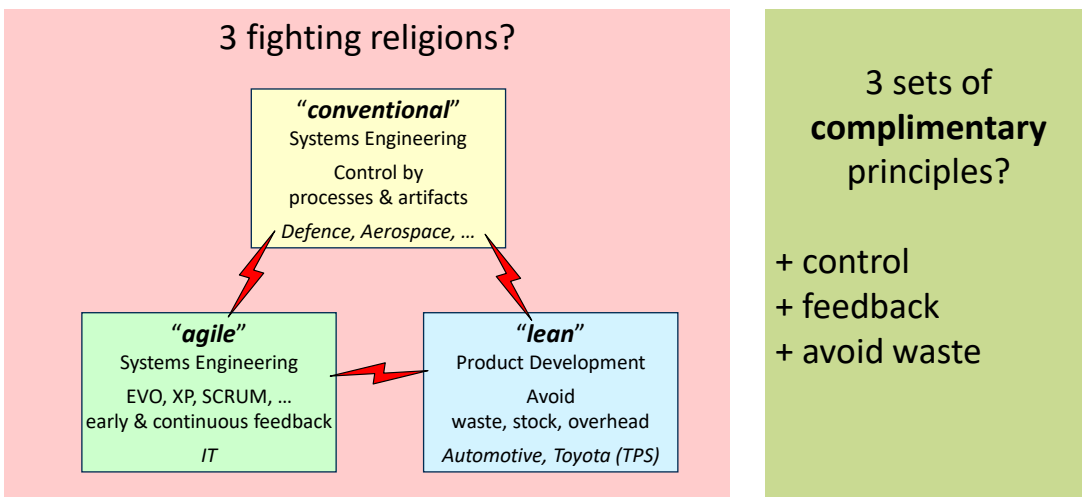 3 fighting religions?
“conventional”
Systems Engineering
Control by
processes & artifacts
Defence, Aerospace, ...
“agile”
Systems Engineering
EVO, XP, SCRUM, ...
early & continuous feedback
IT
“lean”
Product Development
Avoid
waste, stock, overhead
Automotive, Toyota (TPS)
3 sets of
complimentary
principles?
+ control
+ feedback
+ avoid waste